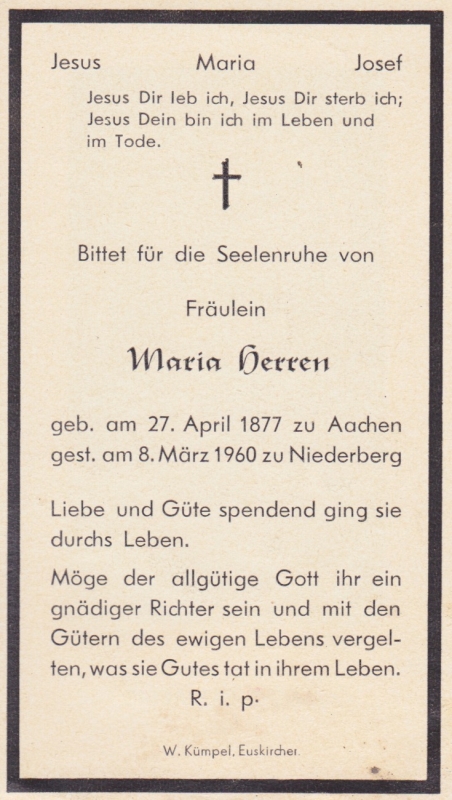 Jesus Maria Josef
Jesus Dir leb ich, Jesus Dir sterb ich;
Jesus Dein bin ich im Leben und
im Tode.
Bittet für die Seelenruhe von
Fräulein
Maria Herren
geb. am 27. April 1877 zu Aachen
gest. am 8. März 1960 zu Niederberg
Liebe und Güte spendend ging sie
durchs Leben.
Möge der allgütige Gott ihr ein
gnädiger Richter sein und mit den
Gütern des ewigen Lebens vergel-
ten, was sie Gutes tat in ihrem Leben.
R. i. p.
W. Kümpel, Euskirchen